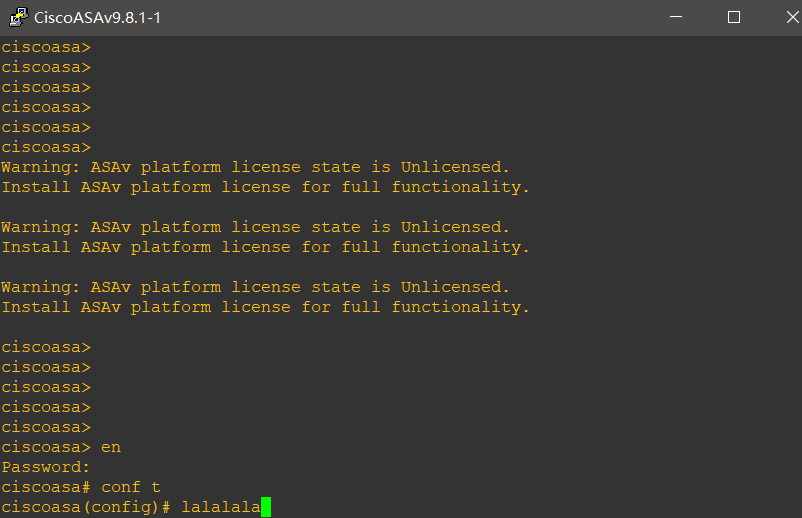 CiscoASAv9.8.1-1
ciscoasa>
ciscoasa>
ciscoasa>
ciscoasa>
ciscoasa>
ciscoasa>
Warning: ASAv platform license state is Unlicensed.
Install ASAv platform license for full functionality.
Warning: ASAv platform license state is Unlicensed.
Install ASAv platform license for full functionality.
Warning: ASAv platform license state is Unlicensed.
Install ASAv platform license for full functionality.
ciscoasa>
ciscoasa>
ciscoasa>
ciscoasa>
ciscoasa>
ciscoasa> en
Password:
ciscoasa# conf t
ciscoasa(config)# lalalala